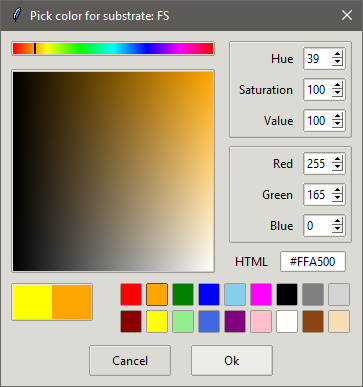 Pick color for substrate: FS
Hue 39
Saturation 100
Value 100
Red 255
Green 165
Blue 0
HTML #FFA500
Cancel Ok